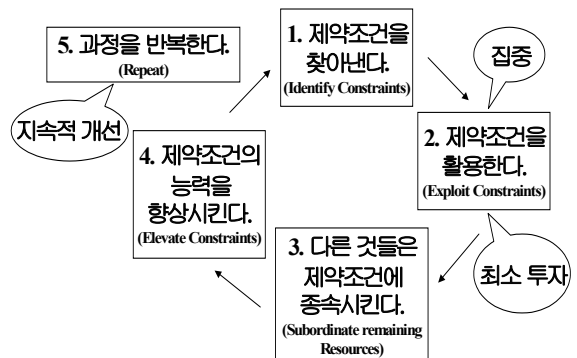 1. 제약조건을
찾아낸다.
(Identify Constraints)
집중
2. 제약조건을
활용한다.
(Exploit Constraints)
최소 투자
3. 다른 것들은
제약조건에
종속시킨다.
(Subordinate remaining
Resources)
4. 제약조건의
능력을
향상시킨다.
(Elevate Constraints)
5. 과정을 반복한다.
(Repeat)
지속적 개선